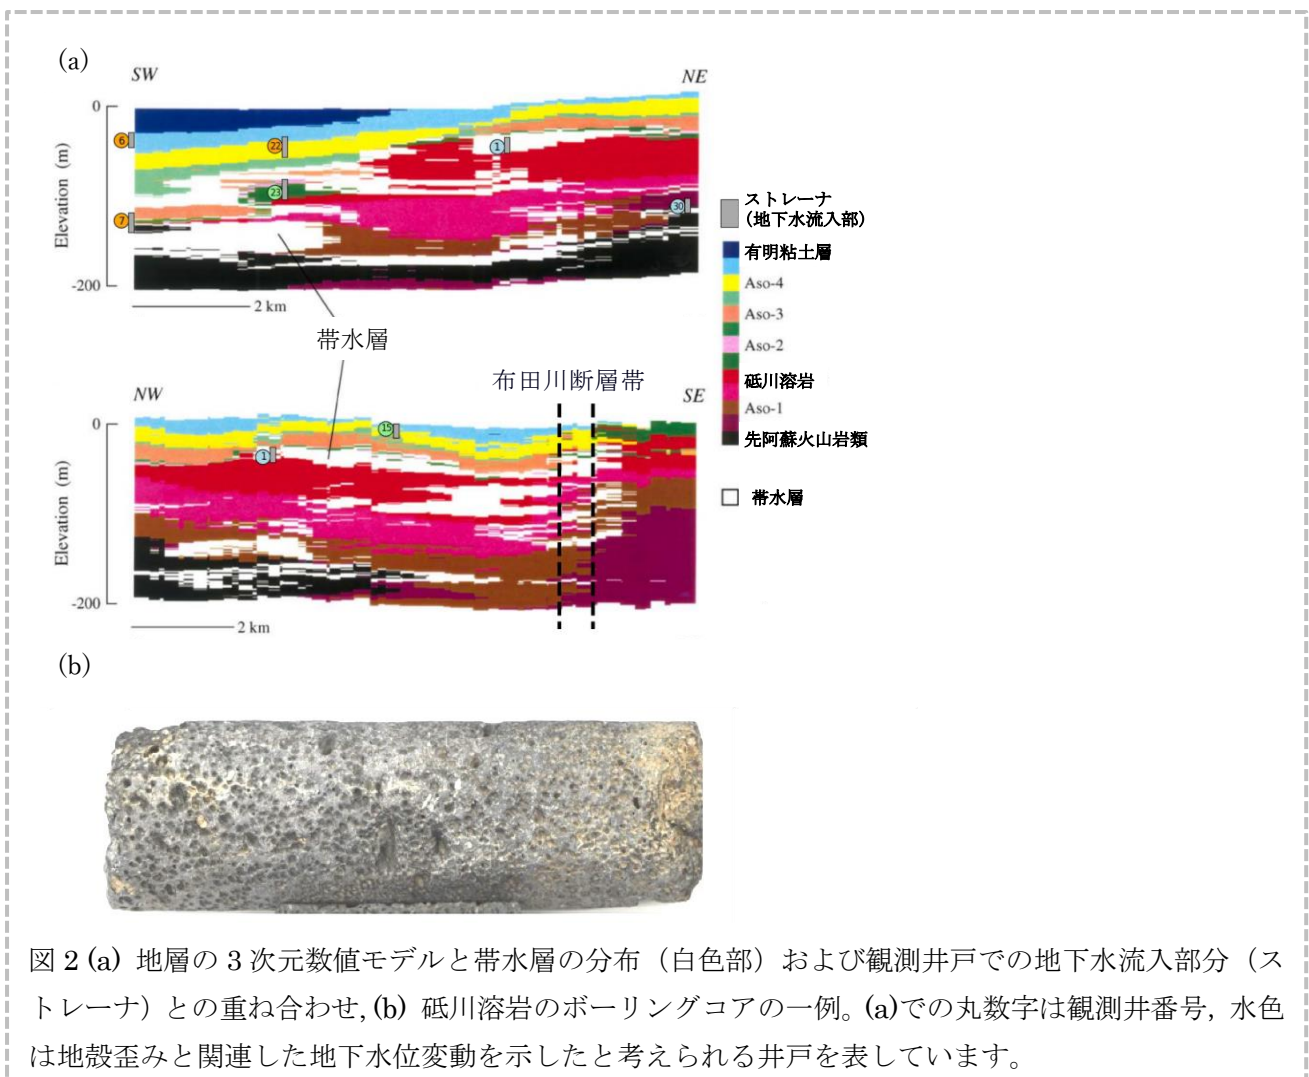 (a)
SW
NE
0
Elevation (m)
-200
6
22
1
23
7
30
2 km
ストレーナ
(地下水流入部)
有明粘土層
Aso-4
Aso-3
Aso-2
砥川溶岩
Aso-1
先阿蘇火山岩類
帯水層
帯水層
布田川断層帯
NW
SE
0
Elevation (m)
-200
15
1
2 km
(b)
図 2 (a) 地層の 3 次元数値モデルと帯水層の分布（白色部）および観測井戸での地下水流入部分（ス
トレーナ）との重ね合わせ, (b) 砥川溶岩のボーリングコアの一例。(a)での丸数字は観測井番号, 水色
は地殻歪みと関連した地下水位変動を示したと考えられる井戸を表しています。